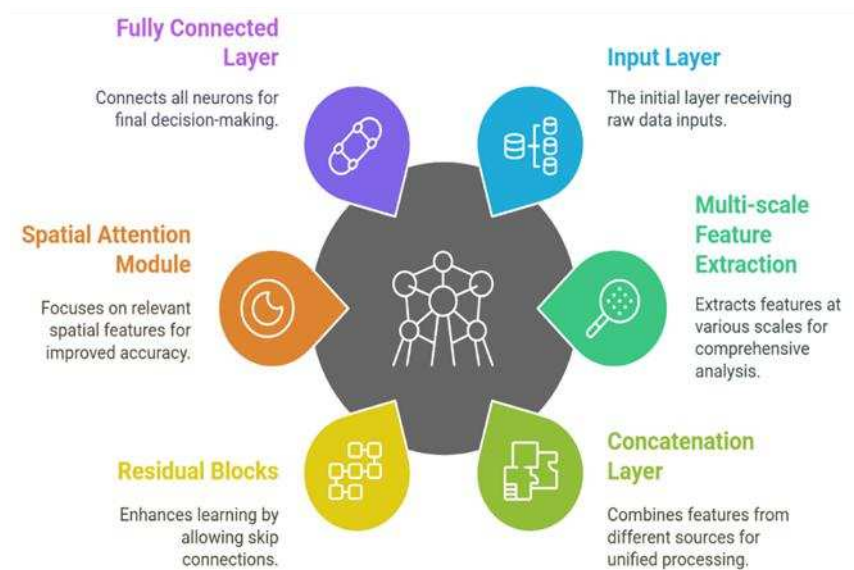 Fully Connected
Layer
Connects all neurons for
final decision-making.
Input Layer
The initial layer receiving
raw data inputs.
Spatial Attention
Module
Focuses on relevant
spatial features for
improved accuracy.
Multi-scale
Feature
Extraction
Extracts features at
various scales for
comprehensive
analysis.
Residual Blocks
Enhances learning by
allowing skip
connections.
Concatenation
Layer
Combines features from
different sources for
unified processing.